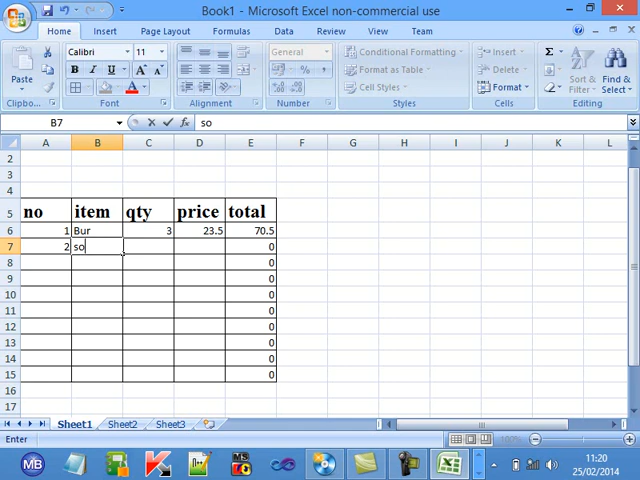 Book1 - Microsoft Excel non-commercial use
Home Insert Page Layout Formulas Data Review View Team
Calibri 11 General Conditional Formatting Insert Σ
Paste B I U Format as Table Delete Sort & Filter Find & Select
Cell Styles Format
Clipboard Font Alignment Number Styles Cells Editing
B7 fx so
A B C D E F G H I J K L
2
3
4
5 no item qty price total
6 1 Bur 3 23.5 70.5
7 2 so 0
8 0
9 0
10 0
11 0
12 0
13 0
14 0
15 0
16
17
Sheet1 Sheet2 Sheet3
Enter 100%
MB MS 11:20
25/02/2014